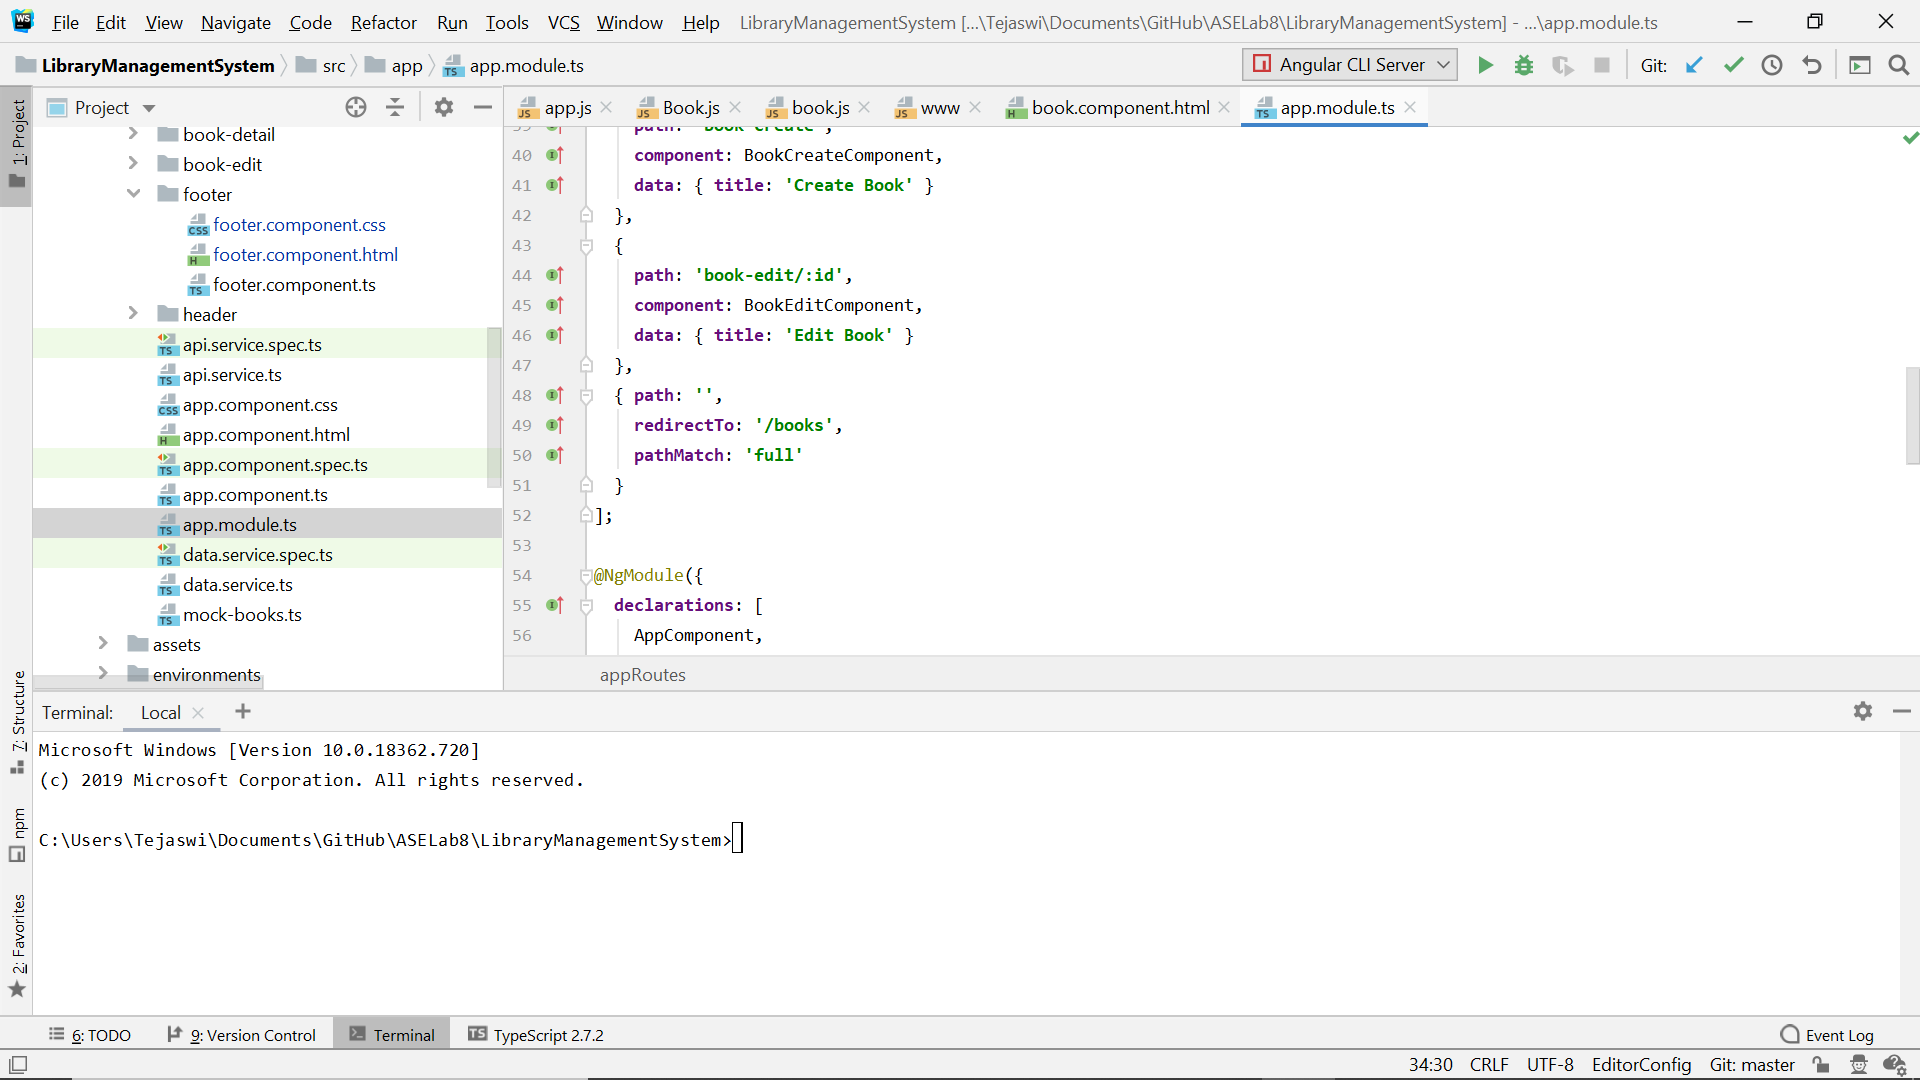 WS File Edit View Navigate Code Refactor Run Tools VCS Window Help LibraryManagementSystem [...\Tejaswi\Documents\GitHub\ASELab8\LibraryManagementSystem] - ...\app.module.ts
LibraryManagementSystem src app app.module.ts Angular CLI Server Git:
1: Project
Project
book-detail
book-edit
footer
footer.component.css
footer.component.html
footer.component.ts
header
api.service.spec.ts
api.service.ts
app.component.css
app.component.html
app.component.spec.ts
app.component.ts
app.module.ts
data.service.spec.ts
data.service.ts
mock-books.ts
assets
environments
app.js Book.js book.js www book.component.html app.module.ts
39 path: 'book-create',
40 component: BookCreateComponent,
41 data: { title: 'Create Book' }
42 },
43 {
44 path: 'book-edit/:id',
45 component: BookEditComponent,
46 data: { title: 'Edit Book' }
47 },
48 { path: '',
49 redirectTo: '/books',
50 pathMatch: 'full'
51 }
52 ];
53
54 @NgModule({
55 declarations: [
56 AppComponent,
appRoutes
7: Structure
npm
2: Favorites
Terminal: Local
Microsoft Windows [Version 10.0.18362.720]
(c) 2019 Microsoft Corporation. All rights reserved.
C:\Users\Tejaswi\Documents\GitHub\ASELab8\LibraryManagementSystem>
6: TODO 9: Version Control Terminal TypeScript 2.7.2 Event Log
34:30 CRLF UTF-8 EditorConfig Git: master